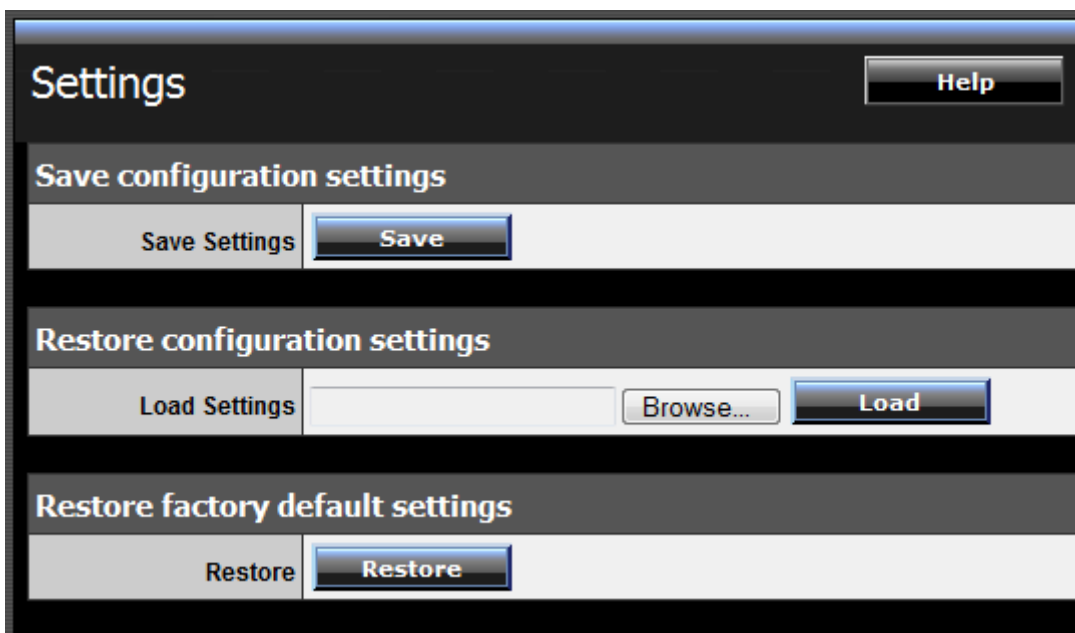 Settings
Help
Save configuration settings
Save Settings Save
Restore configuration settings
Load Settings Browse... Load
Restore factory default settings
Restore Restore